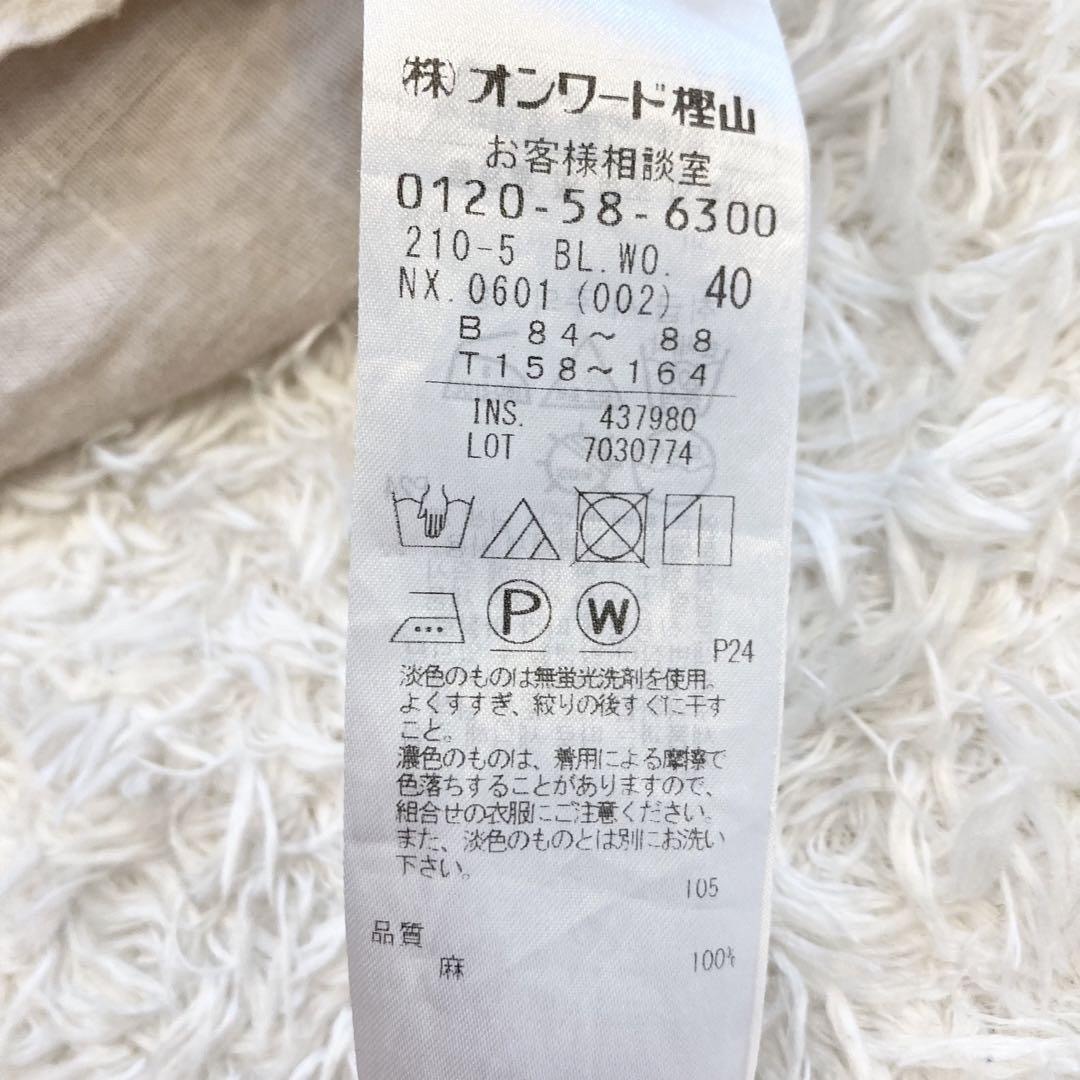 (株)オンワード樫山
お客様相談室
0120-58-6300
210-5 BL.WO.
40
NX.0601(002)
B 84〜 88
T158〜164
INS. 437980
LOT 7030774
P
W
P24
淡色のものは無蛍光洗剤を使用。
よくすすぎ、絞りの後すぐに干す
こと。
濃色のものは、着用による摩擦で
色落ちすることがありますので、
組合せの衣服にご注意ください。
また、淡色のものとは別にお洗い
下さい。
105
品質
麻 100%